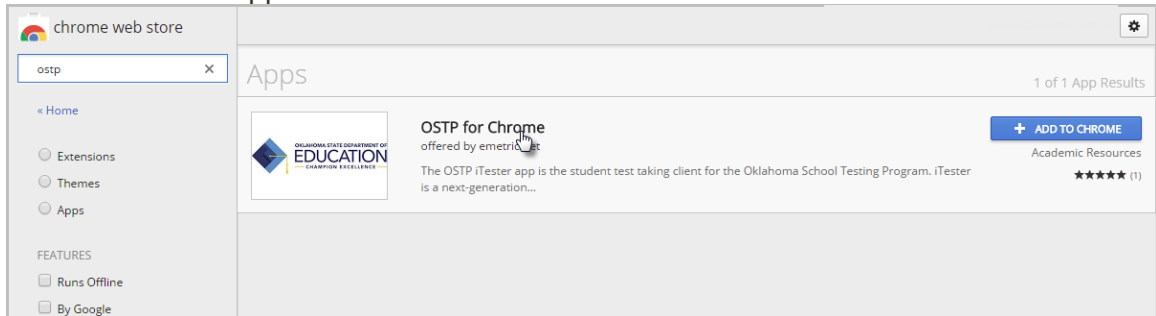 chrome web store
ostp
« Home
Extensions
Themes
Apps
FEATURES
Runs Offline
By Google
Apps
1 of 1 App Results
OKLAHOMA STATE DEPARTMENT OF
EDUCATION
CHAMPION EXCELLENCE
OSTP for Chrome
offered by
The OSTP iTester app is the student test taking client for the Oklahoma School Testing Program. iTester
is a next-generation...
+ ADD TO CHROME
Academic Resources
★★★★★ (1)